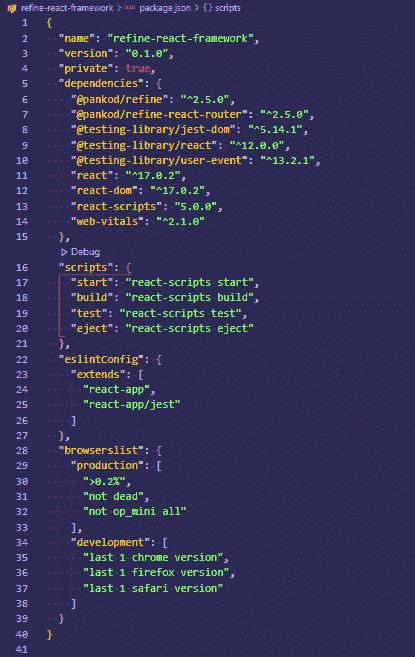 refine-react-framework > package.json > {} scripts
1 {
2 "name": "refine-react-framework",
3 "version": "0.1.0",
4 "private": true,
5 "dependencies": {
6 "@pankod/refine": "^2.5.0",
7 "@pankod/refine-react-router": "^2.5.0",
8 "@testing-library/jest-dom": "^5.14.1",
9 "@testing-library/react": "^12.0.0",
10 "@testing-library/user-event": "^13.2.1",
11 "react": "^17.0.2",
12 "react-dom": "^17.0.2",
13 "react-scripts": "5.0.0",
14 "web-vitals": "^2.1.0"
15 },
Debug
16 "scripts": {
17 "start": "react-scripts start",
18 "build": "react-scripts build",
19 "test": "react-scripts test",
20 "eject": "react-scripts eject"
21 },
22 "eslintConfig": {
23 "extends": [
24 "react-app",
25 "react-app/jest"
26 ]
27 },
28 "browserslist": {
29 "production": [
30 ">0.2%",
31 "not dead",
32 "not op_mini all"
33 ],
34 "development": [
35 "last 1 chrome version",
36 "last 1 firefox version",
37 "last 1 safari version"
38 ]
39 }
40 }
41